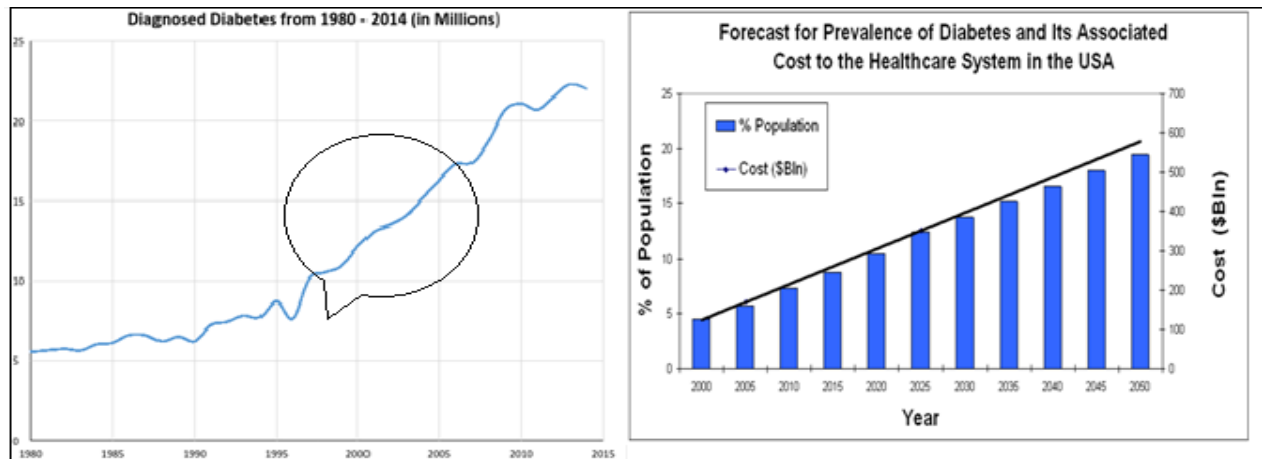 Diagnosed Diabetes from 1980 - 2014 (in Millions)
25
20
15
10
5
0
1980 1985 1990 1995 2000 2005 2010 2015
Forecast for Prevalence of Diabetes and Its Associated
Cost to the Healthcare System in the USA
% of Population
25
20
15
10
5
0
% Population
Cost ($Bln)
700
600
500
400
300
200
100
0
Cost ($Bln)
2000 2005 2010 2015 2020 2025 2030 2035 2040 2045 2050
Year